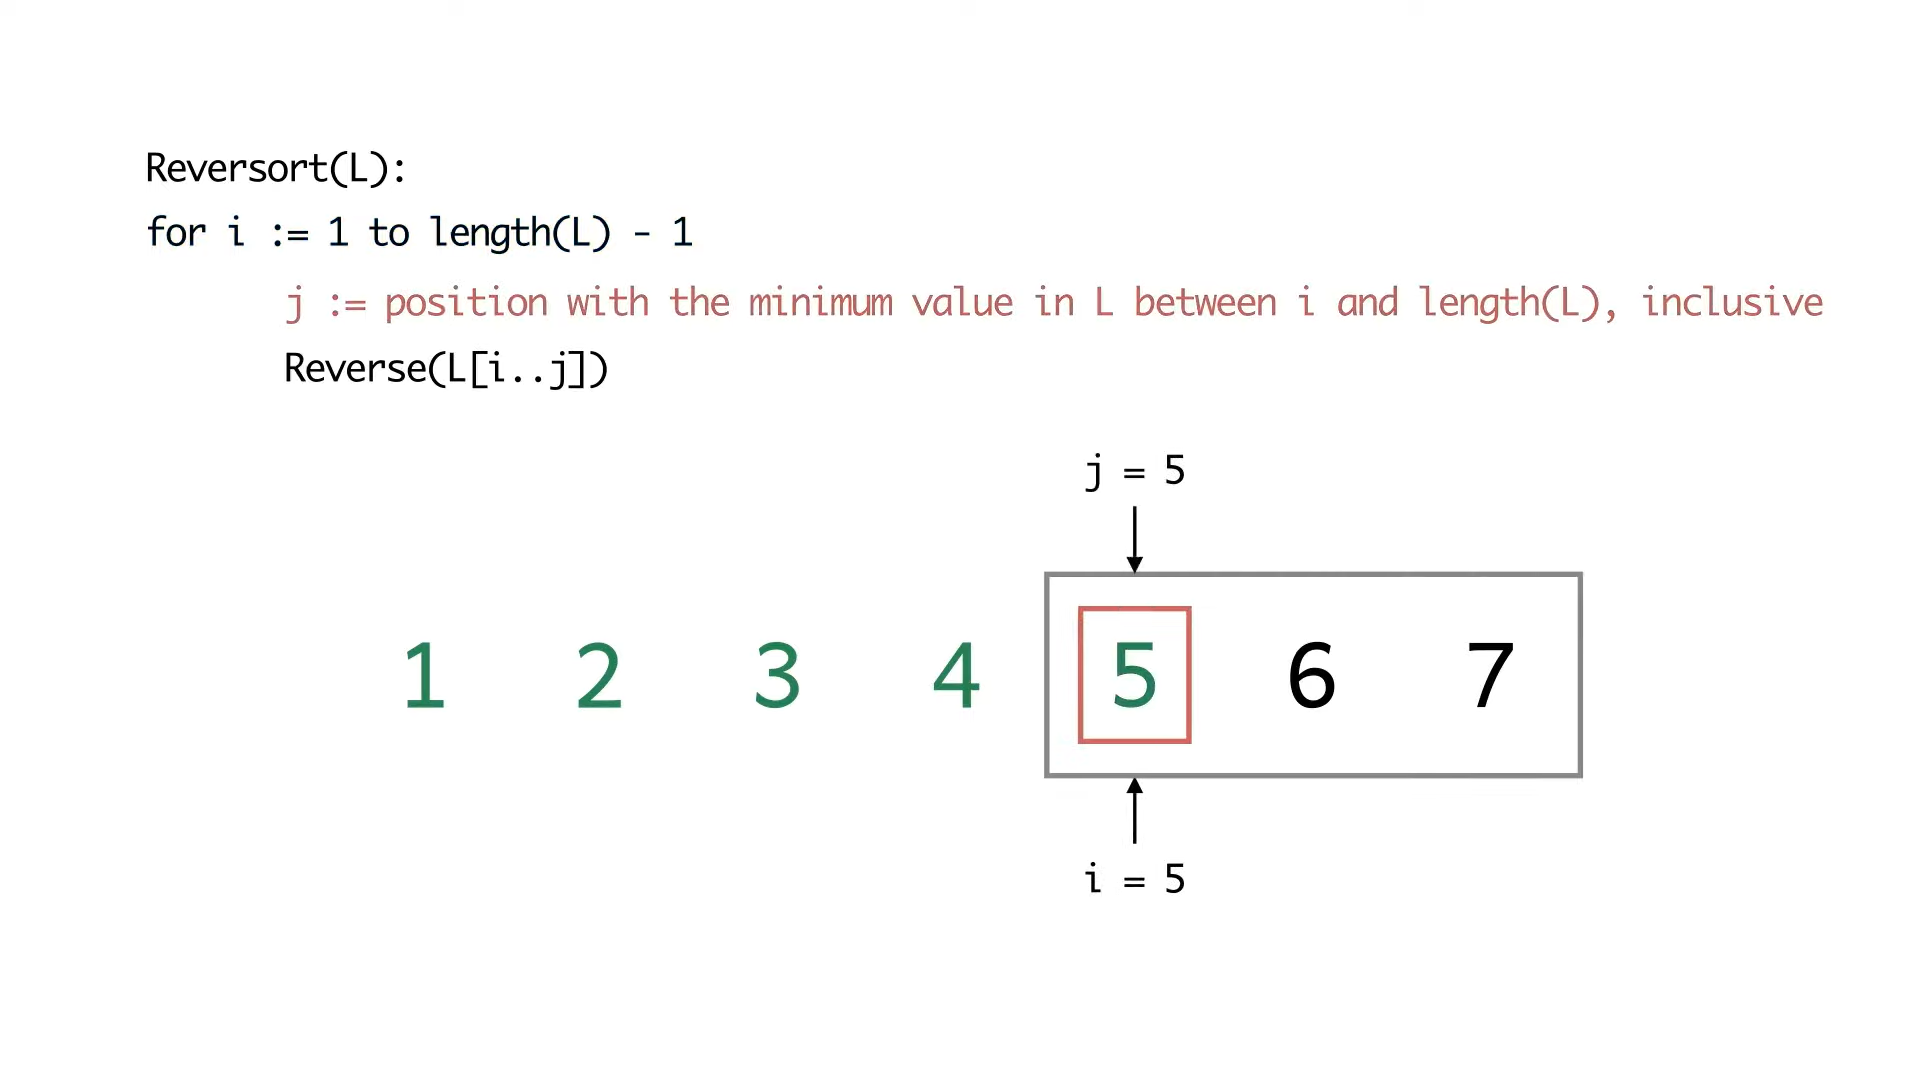 Reversort(L):
for i := 1 to length(L) - 1
j := position with the minimum value in L between i and length(L), inclusive
Reverse(L[i..j])
j = 5
1 2 3 4 5 6 7
i = 5